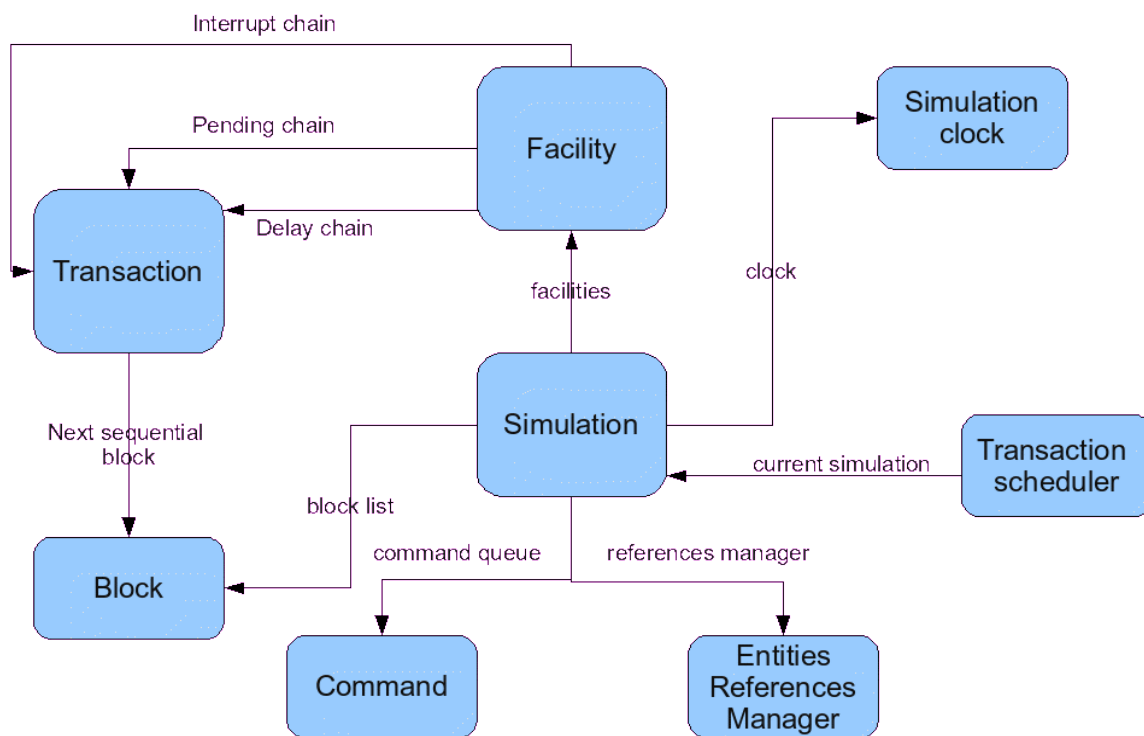 Interrupt chain
Simulation
clock
Pending chain
Facility
Delay chain
Transaction
clock
facilities
Simulation
Next sequential
block
current simulation
Transaction
scheduler
block list
command queue
references manager
Block
Command
Entities
References
Manager